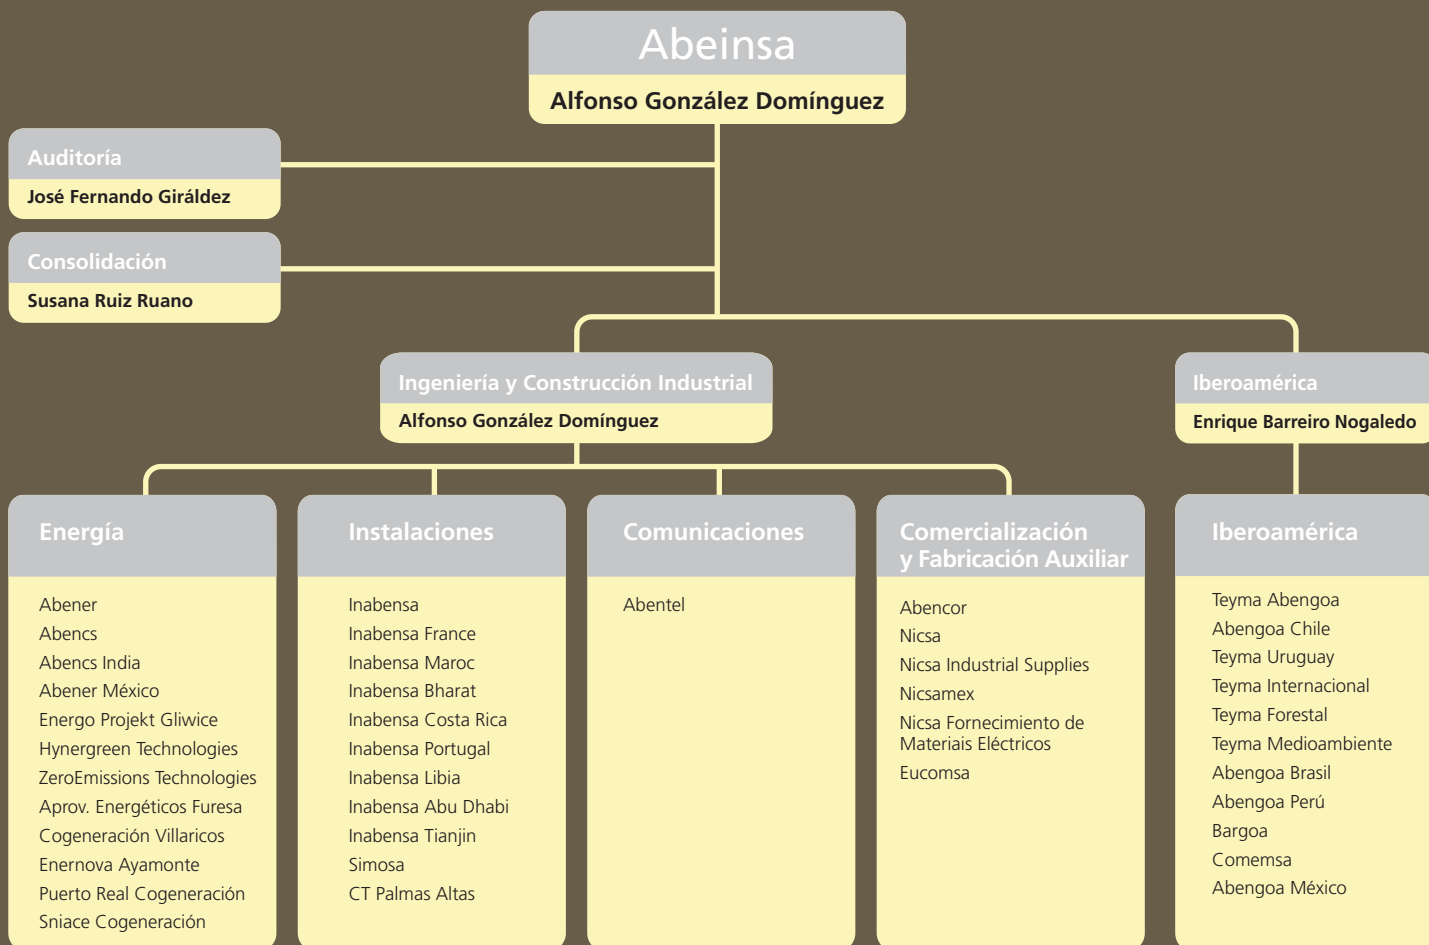 Abeinsa
Alfonso González Domínguez
Auditoría
José Fernando Giráldez
Consolidación
Susana Ruiz Ruano
Ingeniería y Construcción Industrial
Alfonso González Domínguez
Iberoamérica
Enrique Barreiro Nogaledo
Energía
Abener
Abencs
Abencs India
Abener México
Energo Projekt Gliwice
Hynergreen Technologies
ZeroEmissions Technologies
Aprov. Energéticos Furesa
Cogeneración Villaricos
Enernova Ayamonte
Puerto Real Cogeneración
Sniace Cogeneración
Instalaciones
Inabensa
Inabensa France
Inabensa Maroc
Inabensa Bharat
Inabensa Costa Rica
Inabensa Portugal
Inabensa Libia
Inabensa Abu Dhabi
Inabensa Tianjin
Simosa
CT Palmas Altas
Comunicaciones
Abentel
Comercialización
y Fabricación Auxiliar
Abencor
Nicsa
Nicsa Industrial Supplies
Nicsamex
Nicsa Fornecimiento de
Materiais Eléctricos
Eucomsa
Iberoamérica
Teyma Abengoa
Abengoa Chile
Teyma Uruguay
Teyma Internacional
Teyma Forestal
Teyma Medioambiente
Abengoa Brasil
Abengoa Perú
Bargoa
Comemsa
Abengoa México